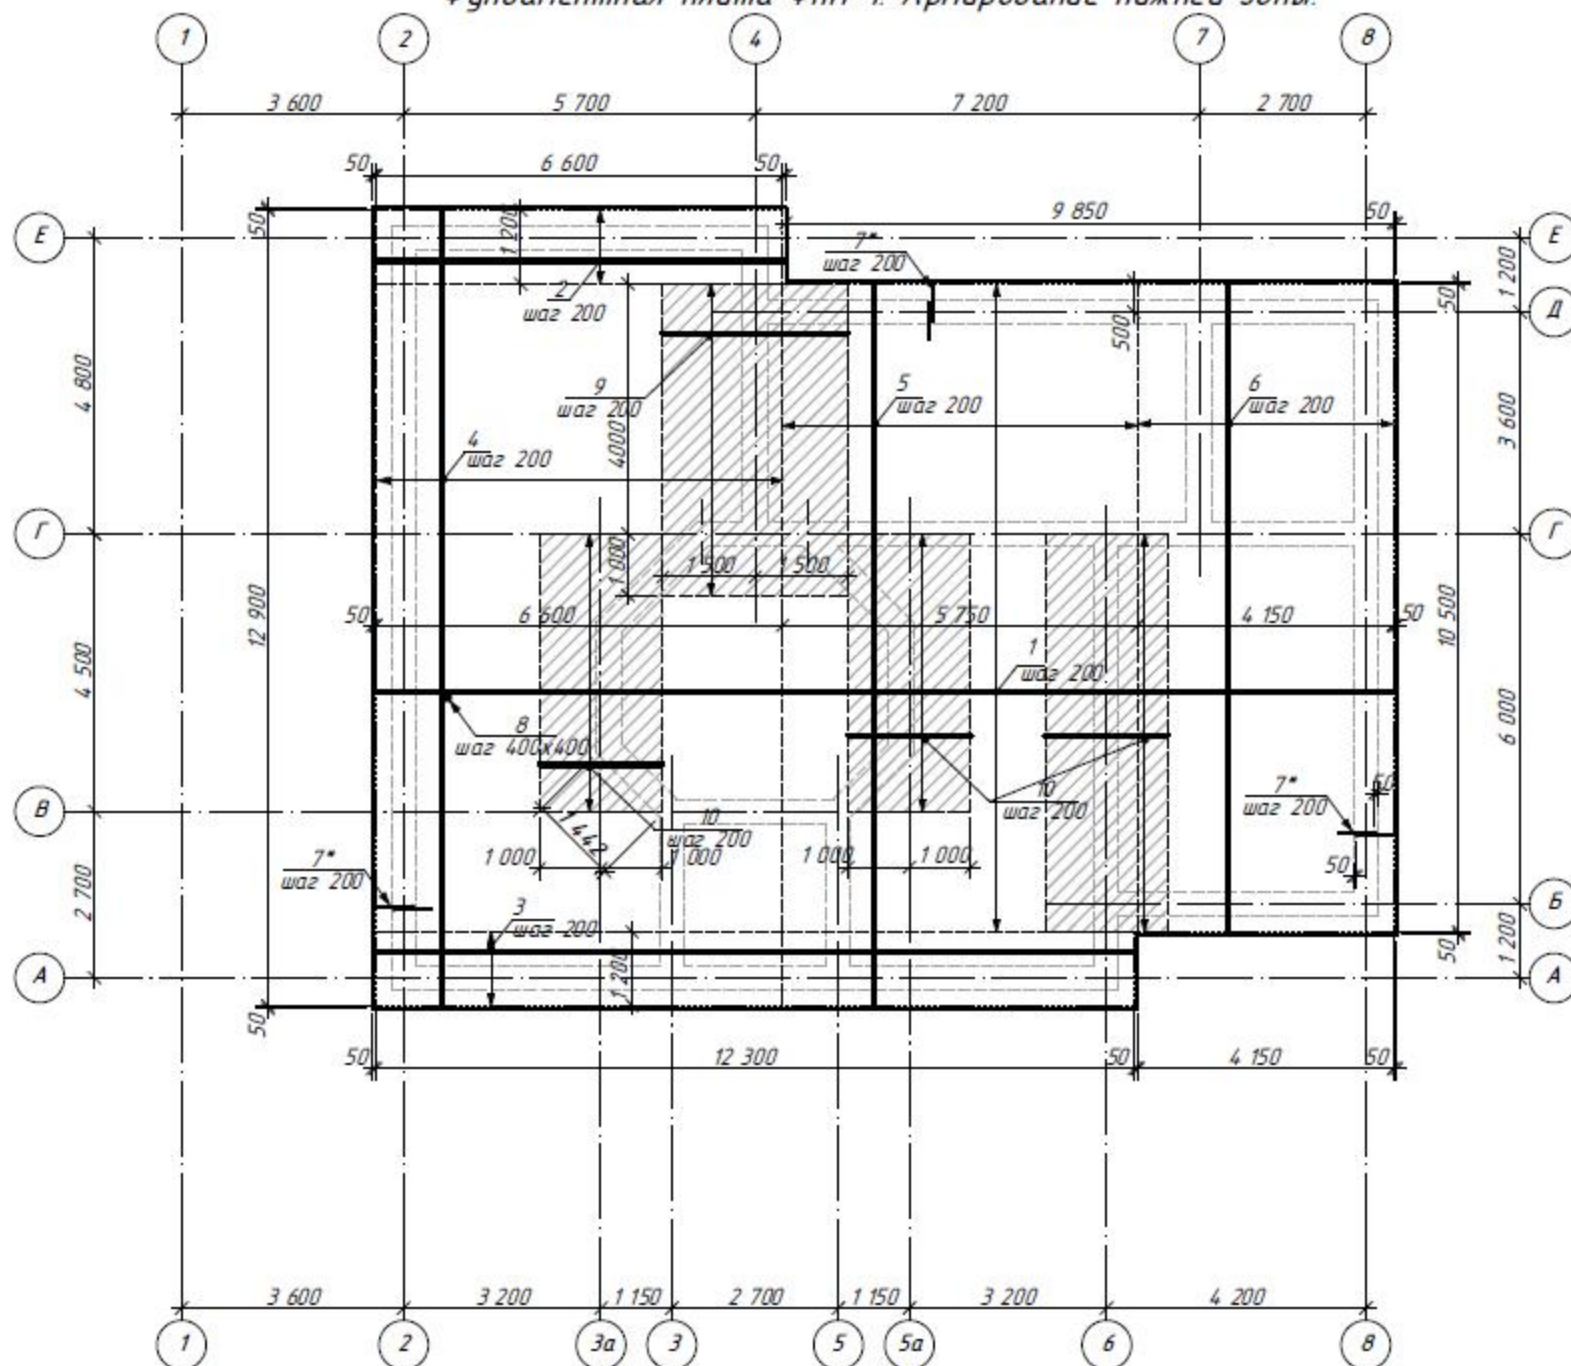 Фундаментная плита ФПМ-1. Армирование нижней зоны.
1 2 4 7 8
3 600 5 700 7 200 2 700
50 6 600 50
9 850 50
50
1 200
Е Е
7*
шаг 200
2
шаг 200
1 200
50
Д
500
4 800
9
шаг 200
5
шаг 200
6
шаг 200
3 600
4000
4
шаг 200
Г Г
1 000
1 500 1 500
12 900
50 6 600 5 750 4 150 50
10 500
4 500
1
шаг 200
6 000
8
шаг 400х400
50
10
шаг 200
7*
шаг 200
В
1 442
10
шаг 200
1 000 1 000 1 000 1 000
50
7*
шаг 200
2 700
3
шаг 200
Б
1 200
50
1 200
А А
50
50 12 300 50 4 150 50
3 600 3 200 1 150 2 700 1 150 3 200 4 200
1 2 3а 3 5 5а 6 8